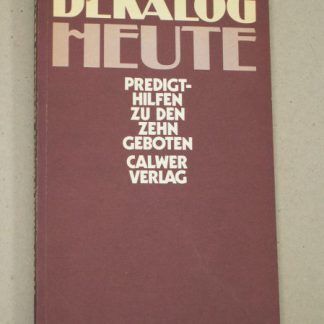 DEKALOG
HEUTE
PREDIGT-
HILFEN
ZU DEN
ZEHN
GEBOTEN
CALWER
VERLAG